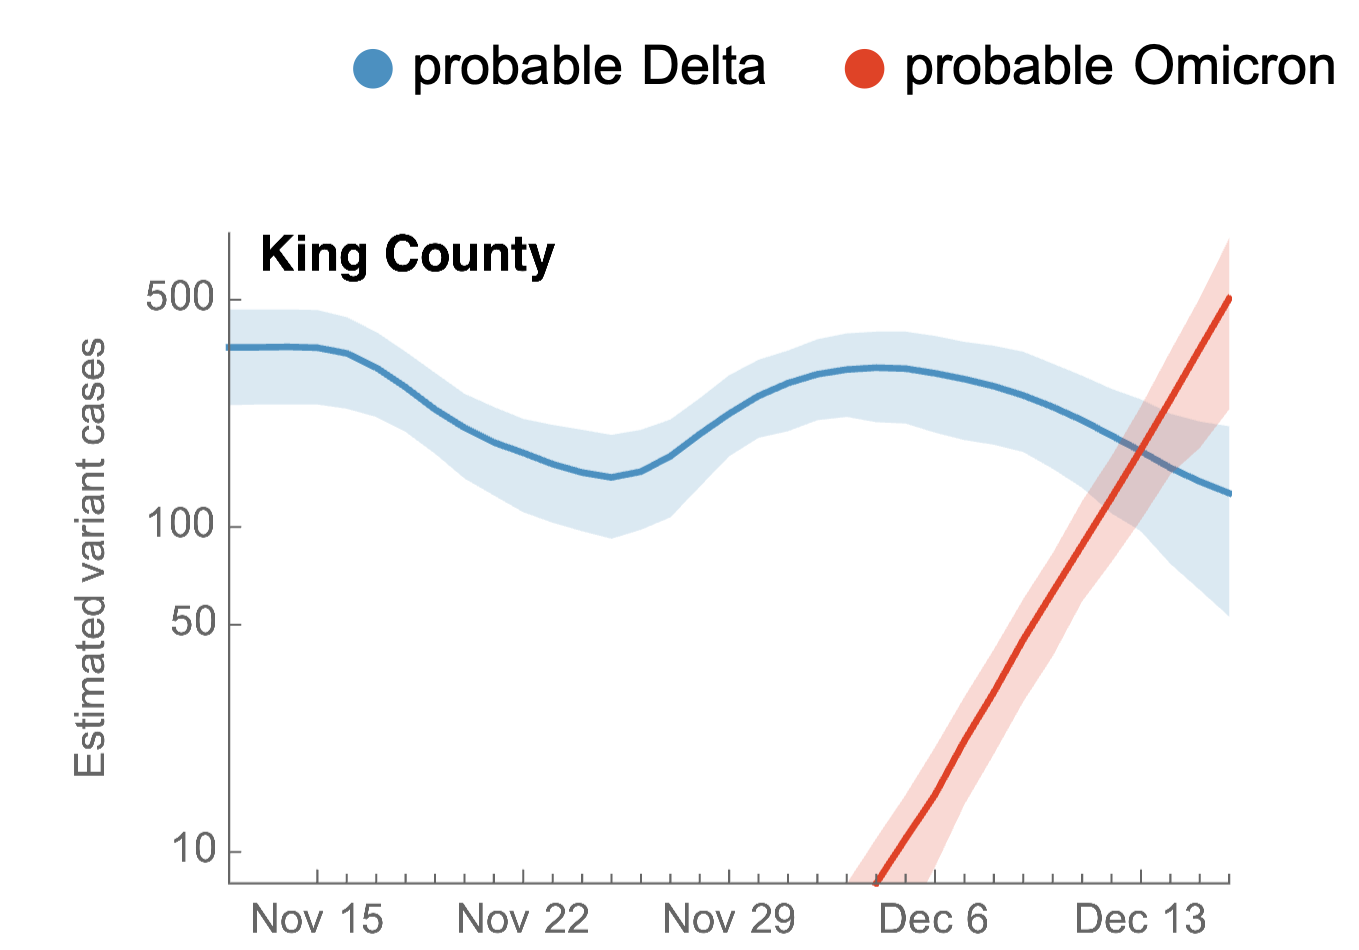 probable Delta
probable Omicron
King County
Estimated variant cases
500
100
50
10
Nov 15
Nov 22
Nov 29
Dec 6
Dec 13